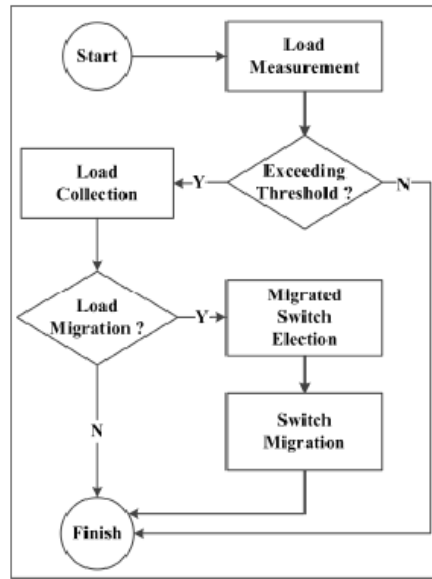 Start
Load
Measurement
Exceeding
Threshold ?
Y
N
Load
Collection
Load
Migration ?
Y
N
Migrated
Switch
Election
Switch
Migration
Finish